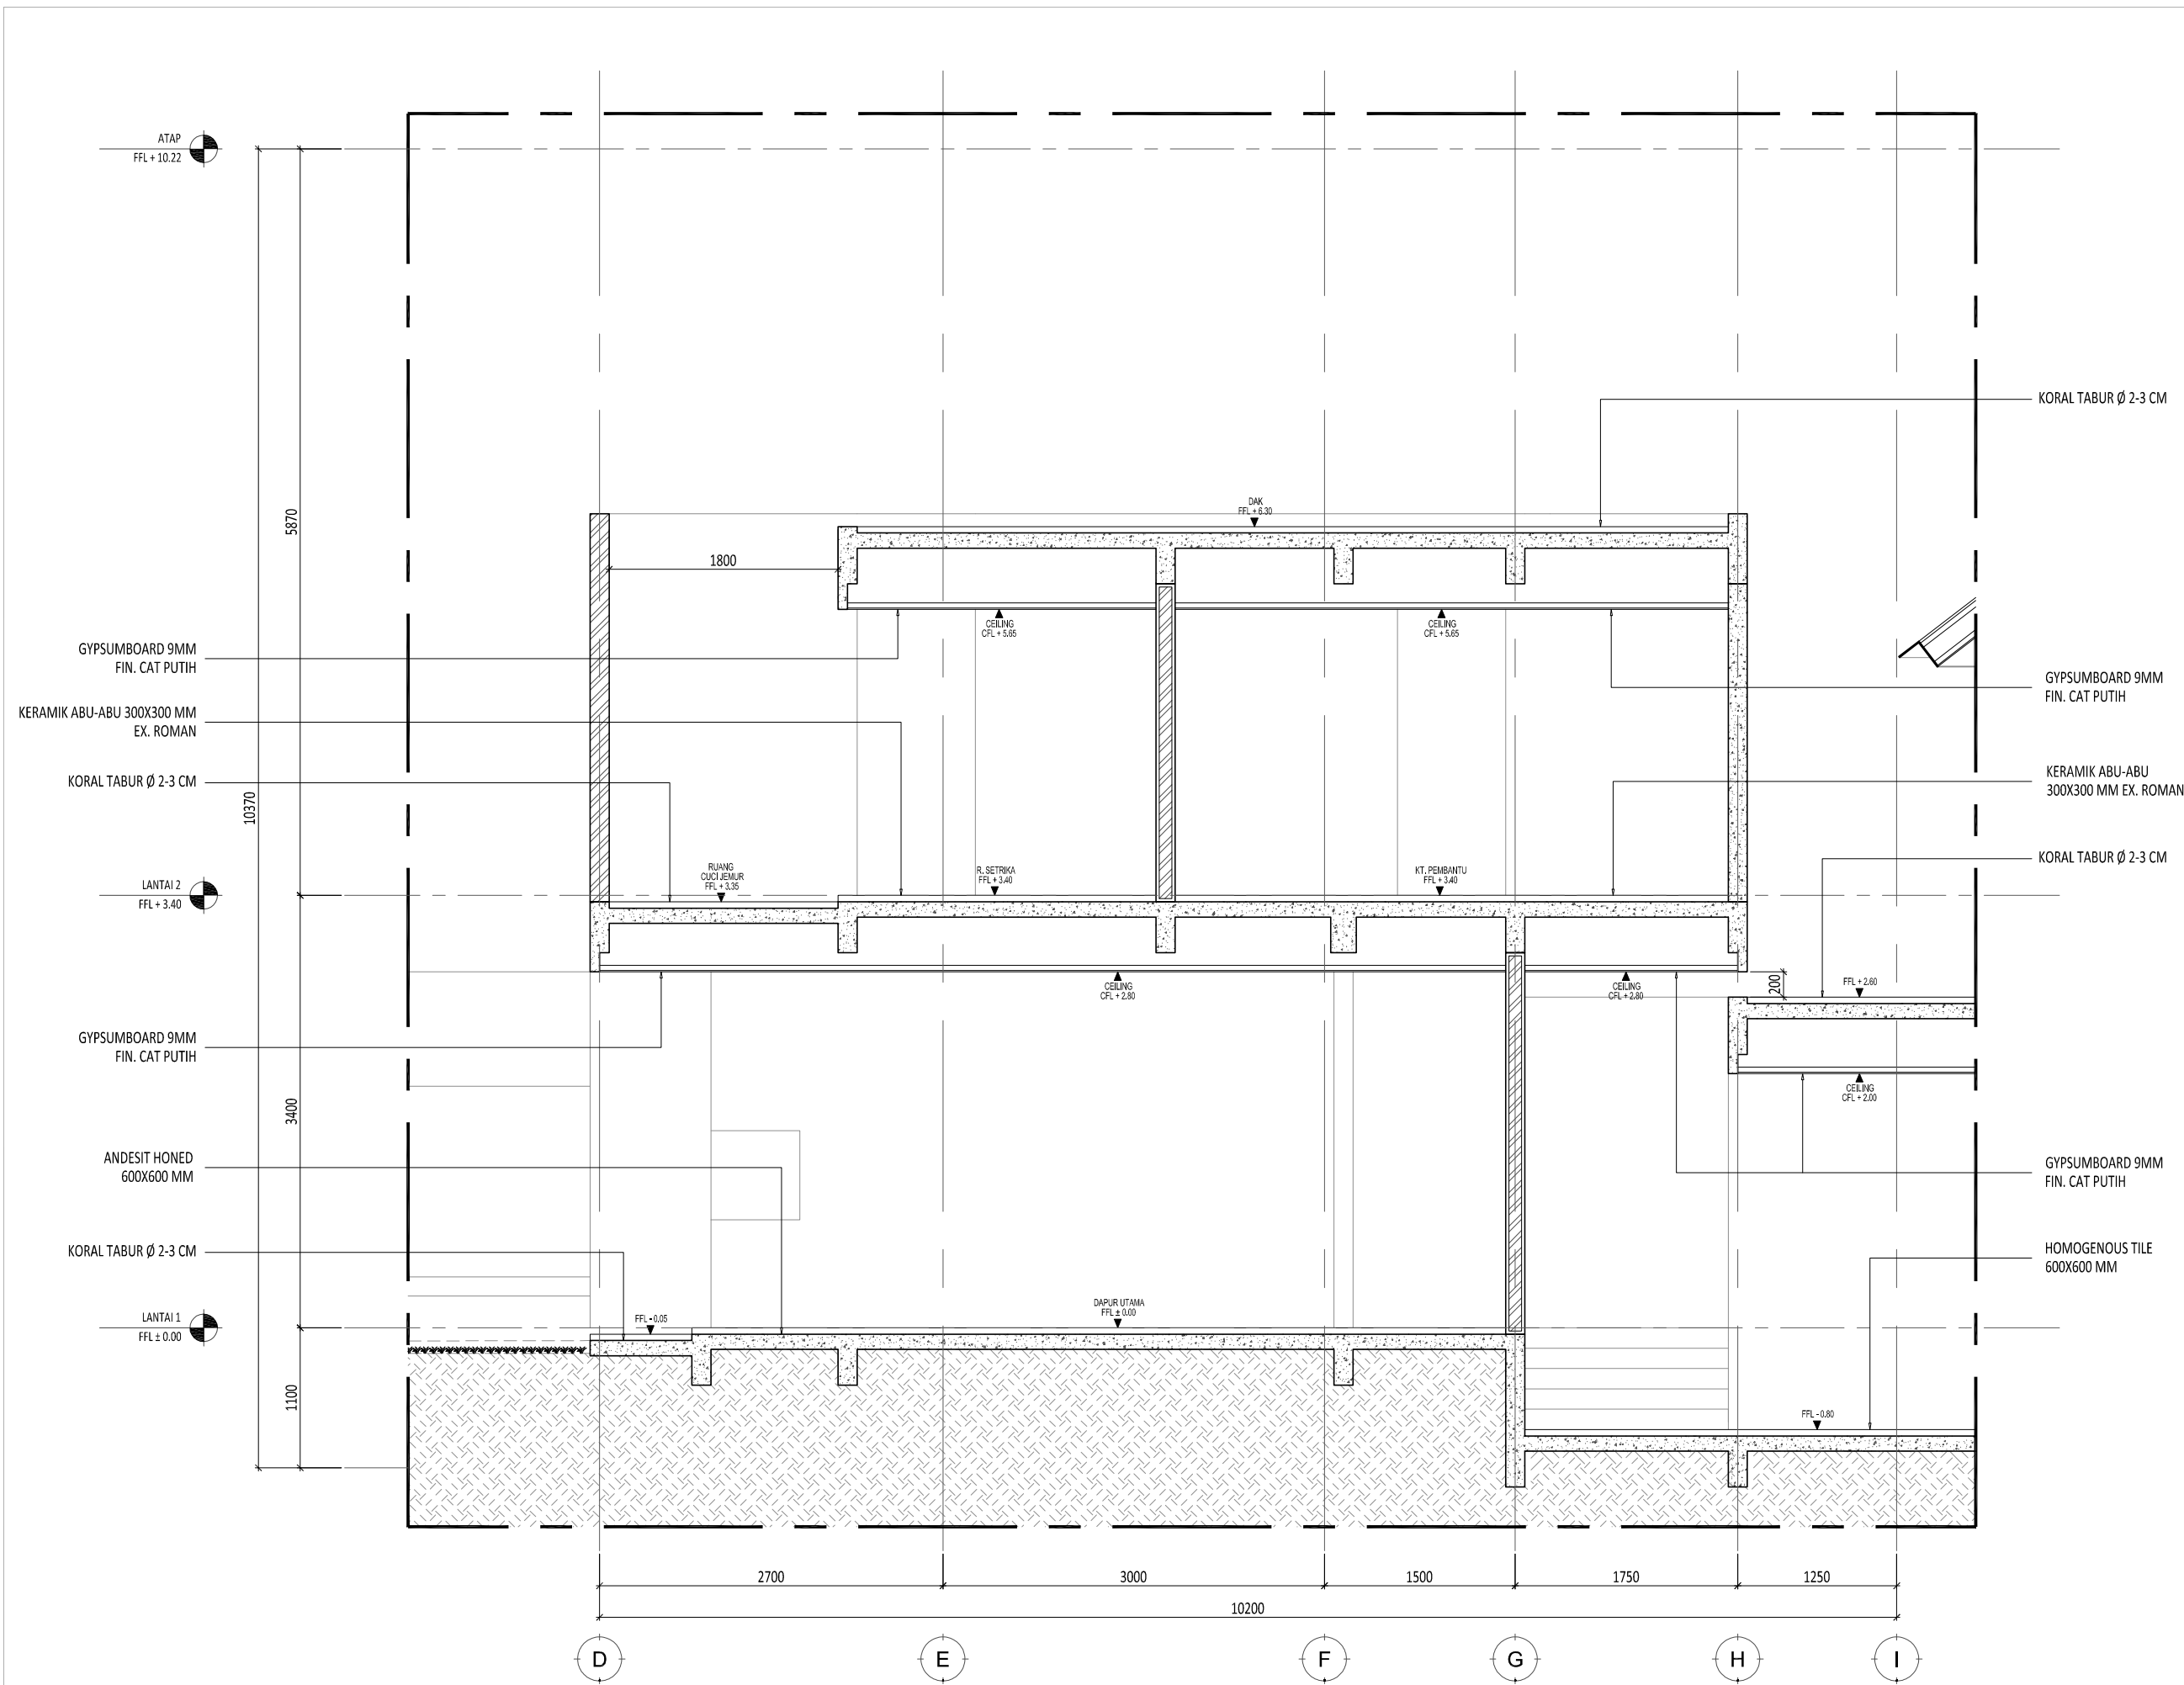 ATAP
FFL + 10.22
KORAL TABUR Ø 2-3 CM
DAK
FFL + 6.30
5870
1800
CEILING
CFL + 5.65
CEILING
CFL + 5.65
GYPSUMBOARD 9MM
FIN. CAT PUTIH
GYPSUMBOARD 9MM
FIN. CAT PUTIH
KERAMIK ABU-ABU 300X300 MM
EX. ROMAN
KORAL TABUR Ø 2-3 CM
KERAMIK ABU-ABU
300X300 MM EX. ROMAN
10370
RUANG
CUCI JEMUR
FFL + 3.35
R. SETRIKA
FFL + 3.40
KT. PEMBANTU
FFL + 3.40
KORAL TABUR Ø 2-3 CM
LANTAI 2
FFL + 3.40
CEILING
CFL + 2.80
CEILING
CFL + 2.80
200
FFL + 2.60
GYPSUMBOARD 9MM
FIN. CAT PUTIH
CEILING
CFL + 2.00
3400
ANDESIT HONED
600X600 MM
GYPSUMBOARD 9MM
FIN. CAT PUTIH
KORAL TABUR Ø 2-3 CM
HOMOGENOUS TILE
600X600 MM
LANTAI 1
FFL ± 0.00
FFL - 0.05
DAPUR UTAMA
FFL ± 0.00
1100
FFL - 0.80
2700
3000
1500
1750
1250
10200
D
E
F
G
H
I